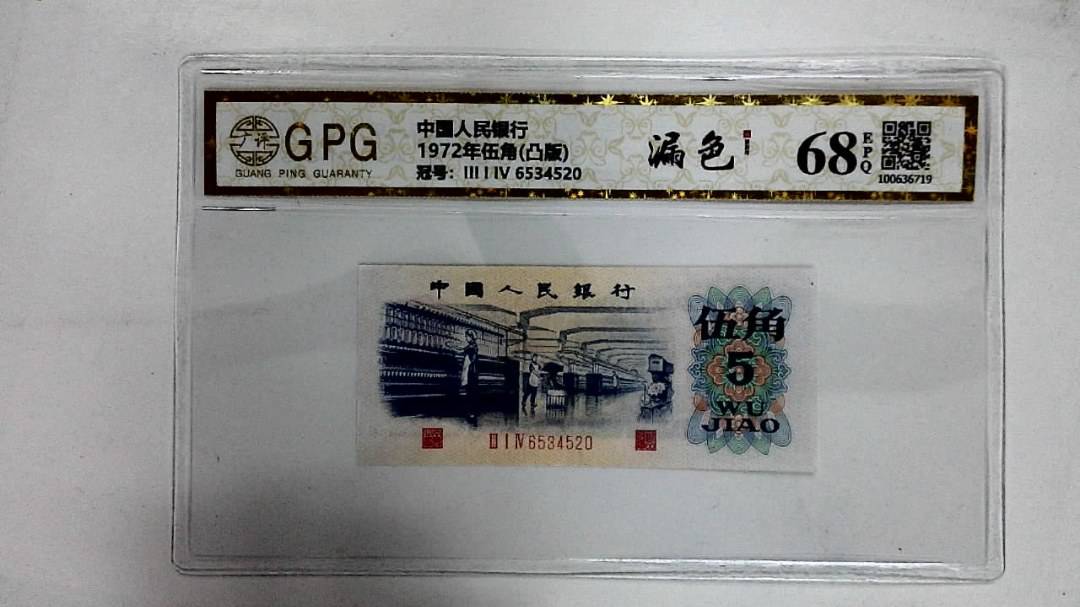 广评
GPG
GUANG PING GUARANTY
中国人民银行
1972年伍角(凸版)
冠号: III I IV 6534520
漏色
68
EPQ
100636719
中國人民銀行
伍角
5
WU
JIAO
III I IV 6534520